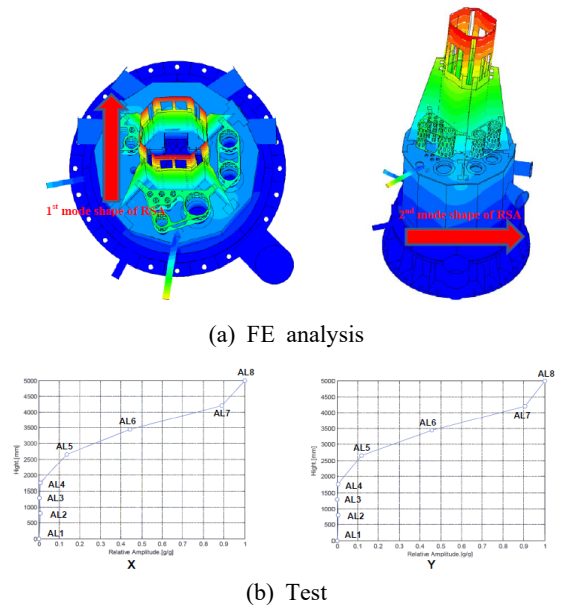 1st mode shape of RSA
2nd mode shape of RSA
(a) FE analysis
AL8
5000
4500
AL7
4000
3500
AL6
3000
AL5
2500
2000
AL4
1500
AL3
1000
AL2
500
AL1
0
0 0.1 0.2 0.3 0.4 0.5 0.6 0.7 0.8 0.9 1
Hight [mm]
Relative Amplitude.[g/g]
X
AL8
5000
4500
AL7
4000
3500
AL6
3000
AL5
2500
2000
AL4
1500
AL3
1000
AL2
500
AL1
0
0 0.1 0.2 0.3 0.4 0.5 0.6 0.7 0.8 0.9 1
Hight [mm]
Relative Amplitude.[g/g]
Y
(b) Test